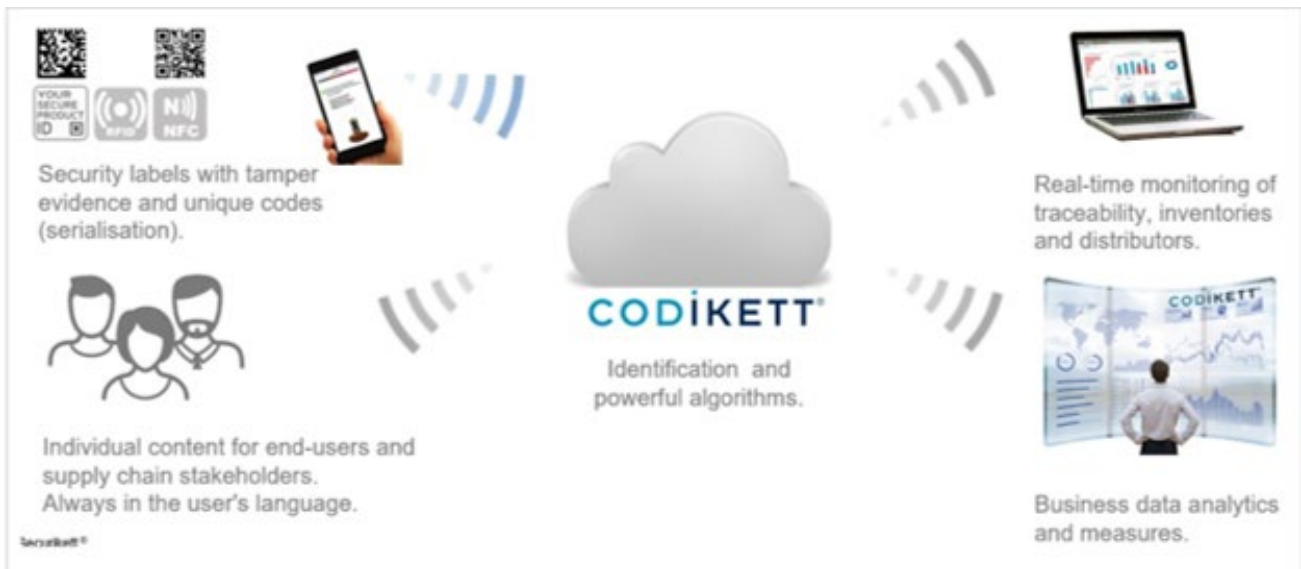 YOUR
SECURE
PRODUCT
ID
RFID
N
NFC
Security labels with tamper
evidence and unique codes
(serialisation).
Individual content for end-users and
supply chain stakeholders.
Always in the user's language.
Securikett®
CODIKETT®
Identification and
powerful algorithms.
Real-time monitoring of
traceability, inventories
and distributors.
CODIKETT
Business data analytics
and measures.